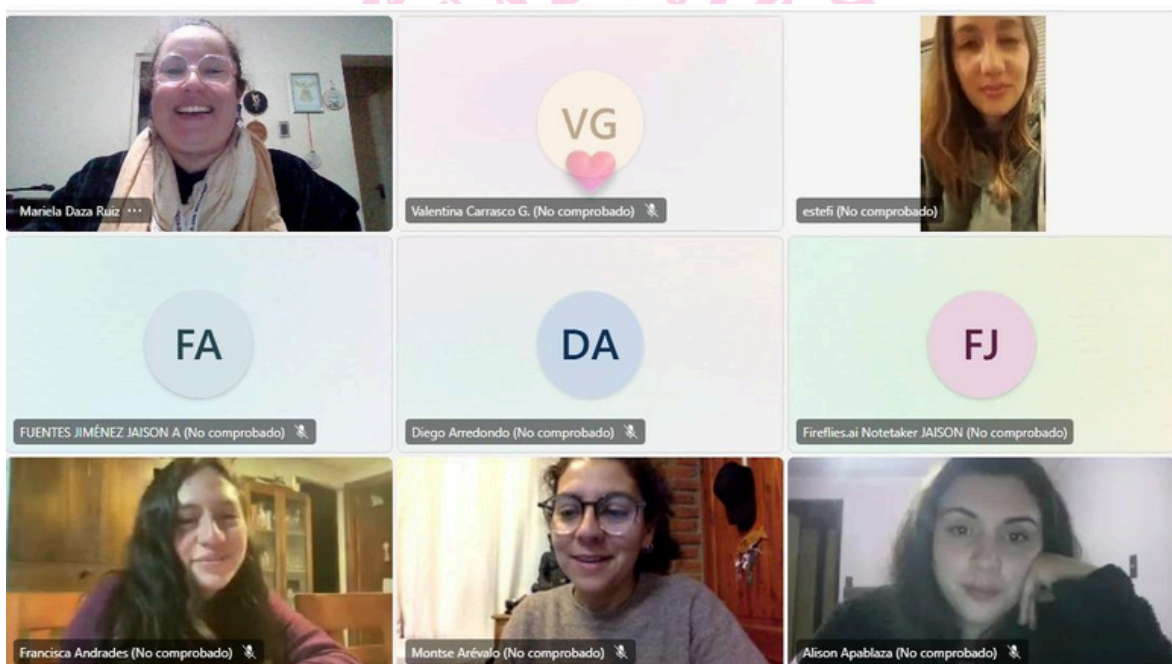 Mariela Daza Ruiz ...
VG
Valentina Carrasco G. (No comprobado)
estefi (No comprobado)
FA
FUENTES JIMÉNEZ JAISON A (No comprobado)
DA
Diego Arredondo (No comprobado)
FJ
Fireflies.ai Notetaker JAISON (No comprobado)
Francisca Andrades (No comprobado)
Montse Arévalo (No comprobado)
Alison Apablaza (No comprobado)